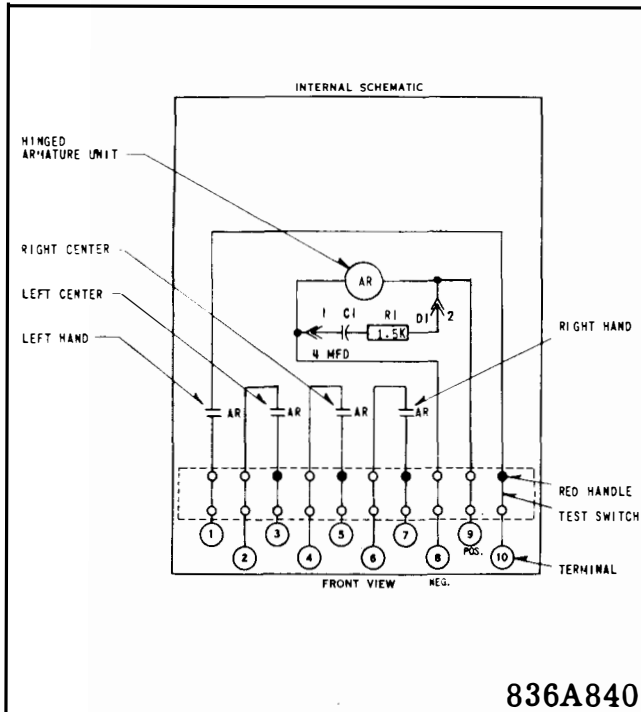 INTERNAL SCHEMATIC
HINGED
ARMATURE UNIT
RIGHT CENTER
LEFT CENTER
LEFT HAND
AR
1 C1 R1 D1 2
1.5K
4 MFD
RIGHT HAND
AR AR AR AR
RED HANDLE
TEST SWITCH
1 3 5 7 9
POS.
2 4 6 8 10
TERMINAL
FRONT VIEW NEG.
836A840